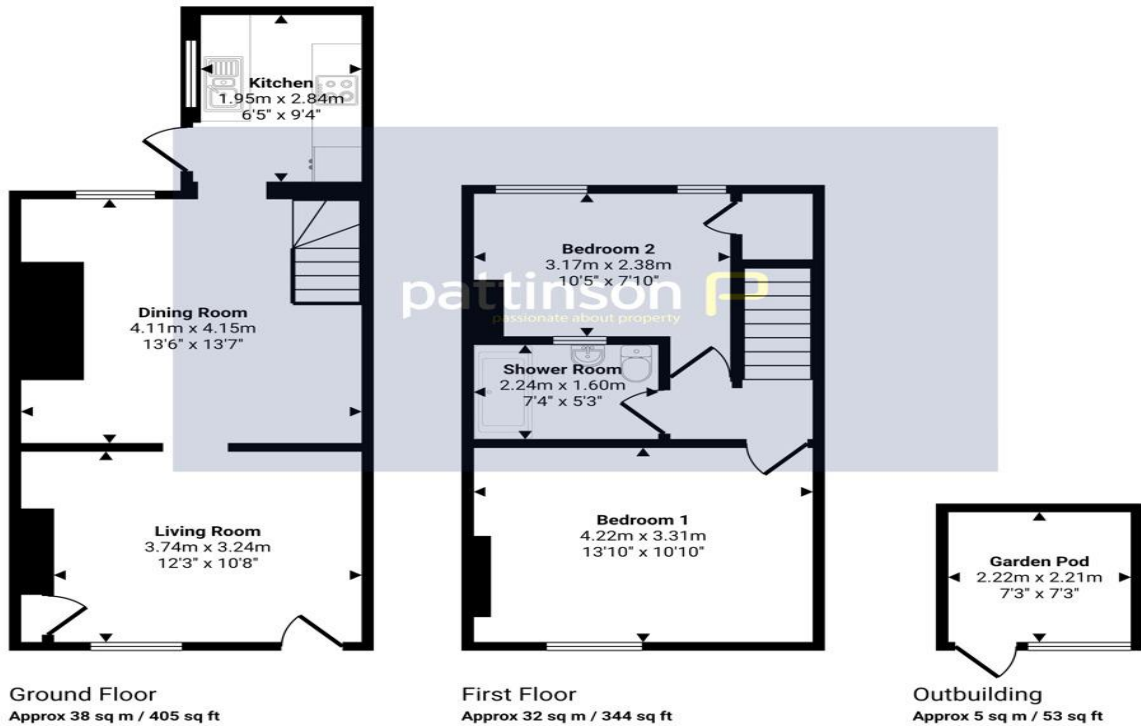 Kitchen
1.95m x 2.84m
6'5" x 9'4"
Dining Room
4.11m x 4.15m
13'6" x 13'7"
Living Room
3.74m x 3.24m
12'3" x 10'8"
Ground Floor
Approx 38 sq m / 405 sq ft
Bedroom 2
3.17m x 2.38m
10'5" x 7'10"
pattinson
passionate about property
Shower Room
2.24m x 1.60m
7'4" x 5'3"
Bedroom 1
4.22m x 3.31m
13'10" x 10'10"
First Floor
Approx 32 sq m / 344 sq ft
Garden Pod
2.22m x 2.21m
7'3" x 7'3"
Outbuilding
Approx 5 sq m / 53 sq ft